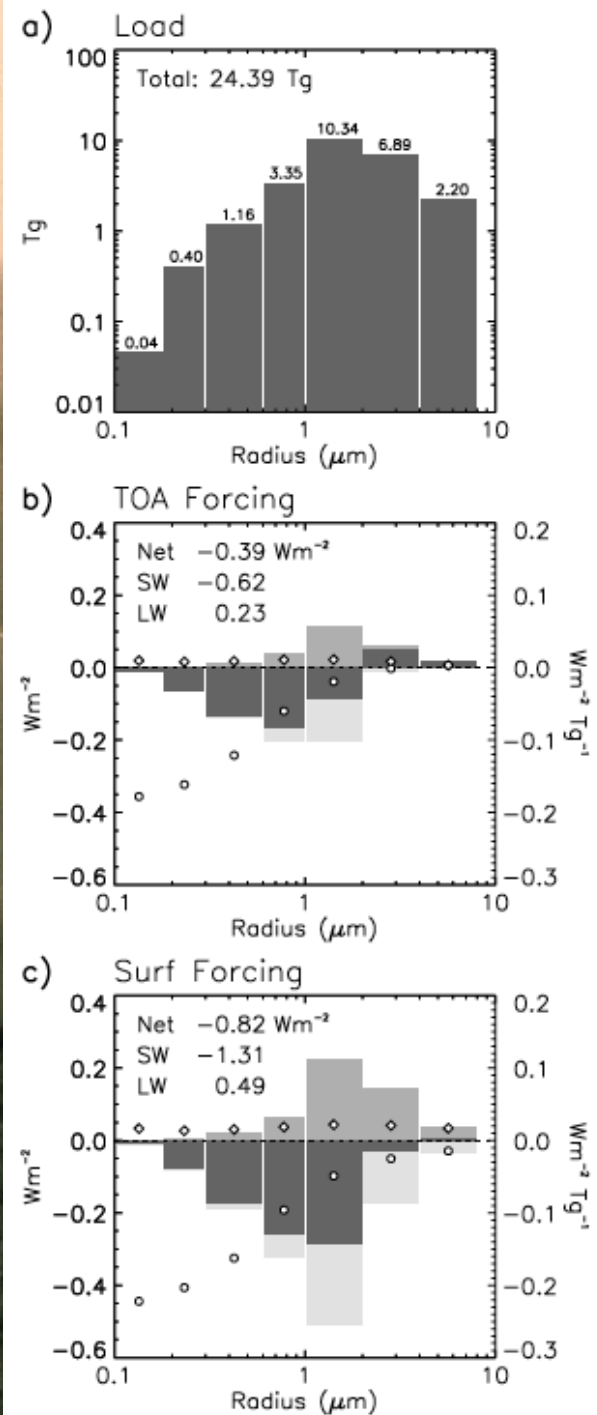 a) Load
100
Total: 24.39 Tg
10.34
10
6.89
3.35
2.20
1.16
Tg
1
0.40
0.1
0.04
0.01
0.1 1 10
Radius (μm)
b) TOA Forcing
0.4 0.2
Net −0.39 Wm⁻²
SW −0.62
LW 0.23
0.2 0.1
0.0 0.0
Wm⁻² Wm⁻² Tg⁻¹
−0.2 −0.1
−0.4 −0.2
−0.6 −0.3
0.1 1 10
Radius (μm)
c) Surf Forcing
0.4 0.2
Net −0.82 Wm⁻²
SW −1.31
LW 0.49
0.2 0.1
0.0 0.0
Wm⁻² Wm⁻² Tg⁻¹
−0.2 −0.1
−0.4 −0.2
−0.6 −0.3
0.1 1 10
Radius (μm)